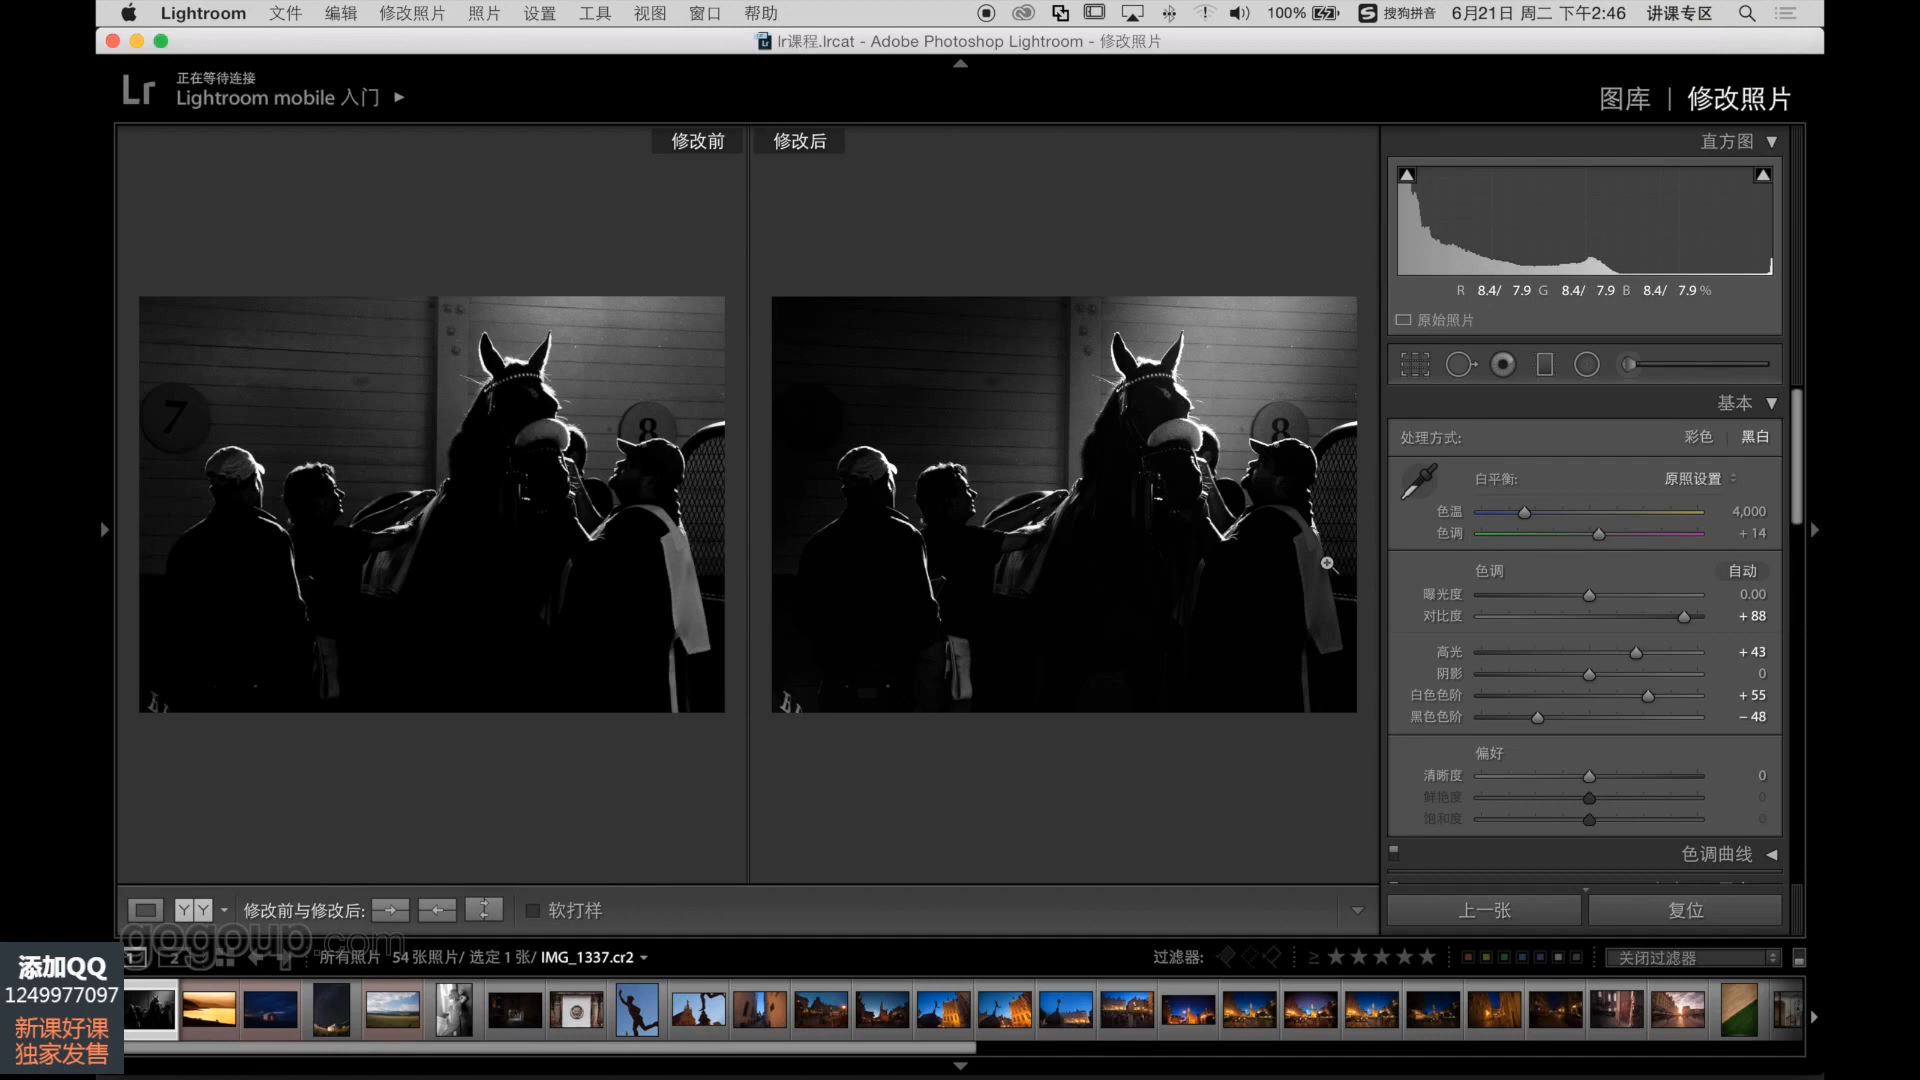 Lightroom 文件 编辑 修改照片 照片 设置 工具 视图 窗口 帮助 100% 搜狗拼音 6月21日 周二 下午2:46 讲课专区
lr课程.lrcat - Adobe Photoshop Lightroom - 修改照片
Lr 正在等待连接
Lightroom mobile 入门
图库 | 修改照片
修改前 修改后
直方图
R 8.4/ 7.9 G 8.4/ 7.9 B 8.4/ 7.9 %
原始照片
基本
处理方式: 彩色 黑白
白平衡: 原照设置
色温 4,000
色调 + 14
色调 自动
曝光度 0.00
对比度 + 88
高光 + 43
阴影 0
白色色阶 + 55
黑色色阶 − 48
偏好
清晰度 0
鲜艳度 0
饱和度 0
色调曲线
7
8
8
YY 修改前与修改后: 软打样
上一张 复位
gogoup.com
1 2 所有照片 54 张照片/ 选定 1 张/ IMG_1337.cr2 过滤器: ≥ ★★★★★ 关闭过滤器
添加QQ
1249977097
新课好课
独家发售